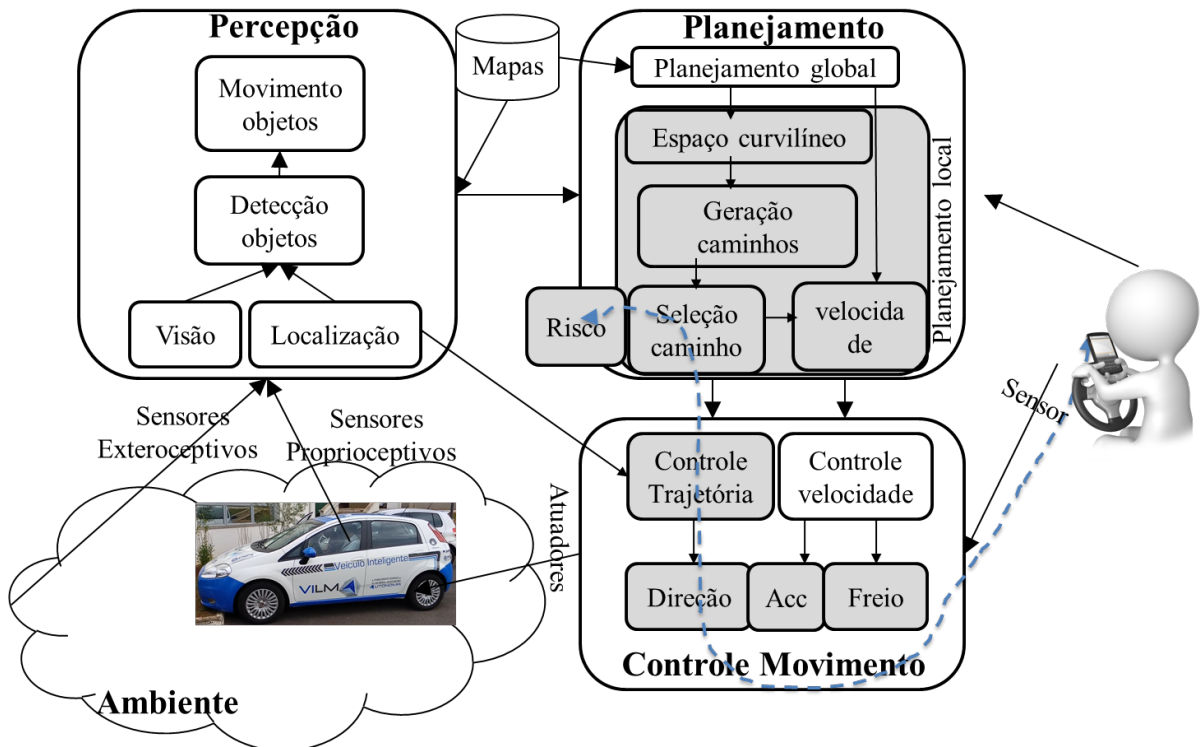 Percepção
Movimento
objetos
Detecção
objetos
Visão
Localização
Mapas
Planejamento
Planejamento global
Espaço curvilíneo
Geração
caminhos
Risco
Seleção
caminho
velocida
de
Planejamento local
Sensor
Sensores
Exteroceptivos
Sensores
Proprioceptivos
Atuadores
Controle
Trajetória
Controle
velocidade
Direção
Acc
Freio
Controle Movimento
Veículo Inteligente
VILMA
Ambiente